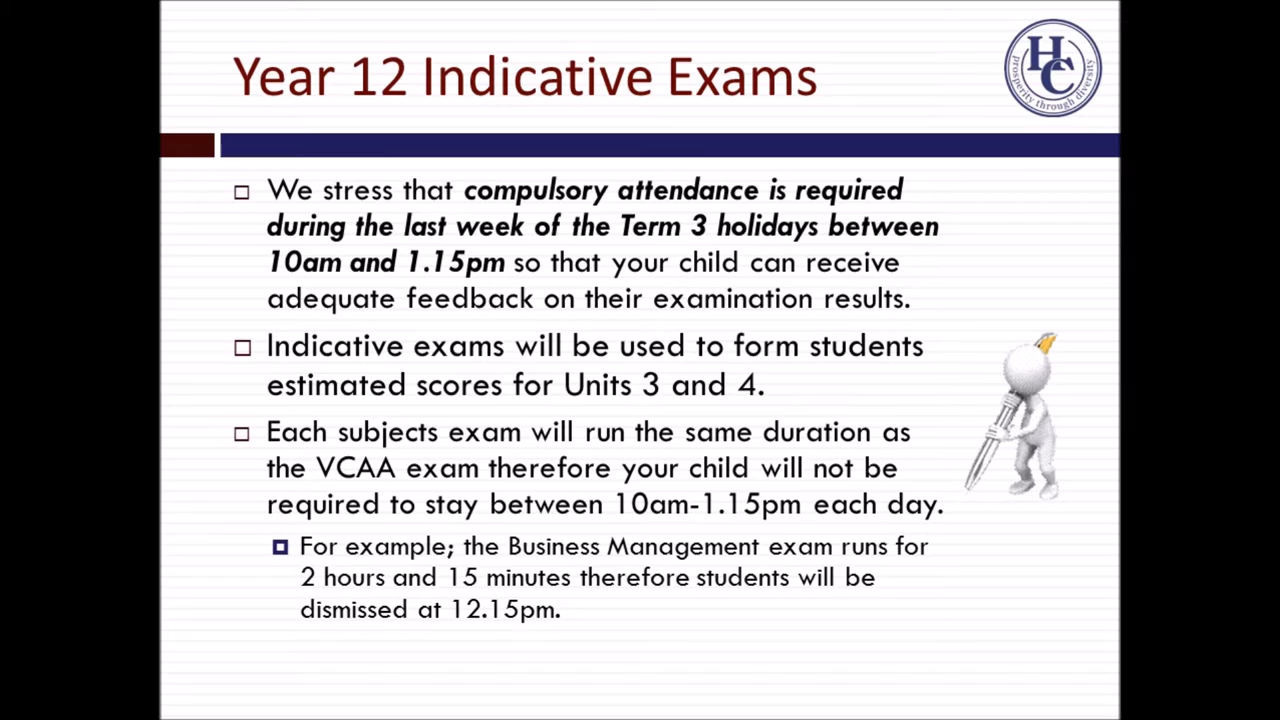 Year 12 Indicative Exams
HC
prosperity through diversity
We stress that compulsory attendance is required
during the last week of the Term 3 holidays between
10am and 1.15pm so that your child can receive
adequate feedback on their examination results.
Indicative exams will be used to form students
estimated scores for Units 3 and 4.
Each subjects exam will run the same duration as
the VCAA exam therefore your child will not be
required to stay between 10am-1.15pm each day.
For example; the Business Management exam runs for
2 hours and 15 minutes therefore students will be
dismissed at 12.15pm.